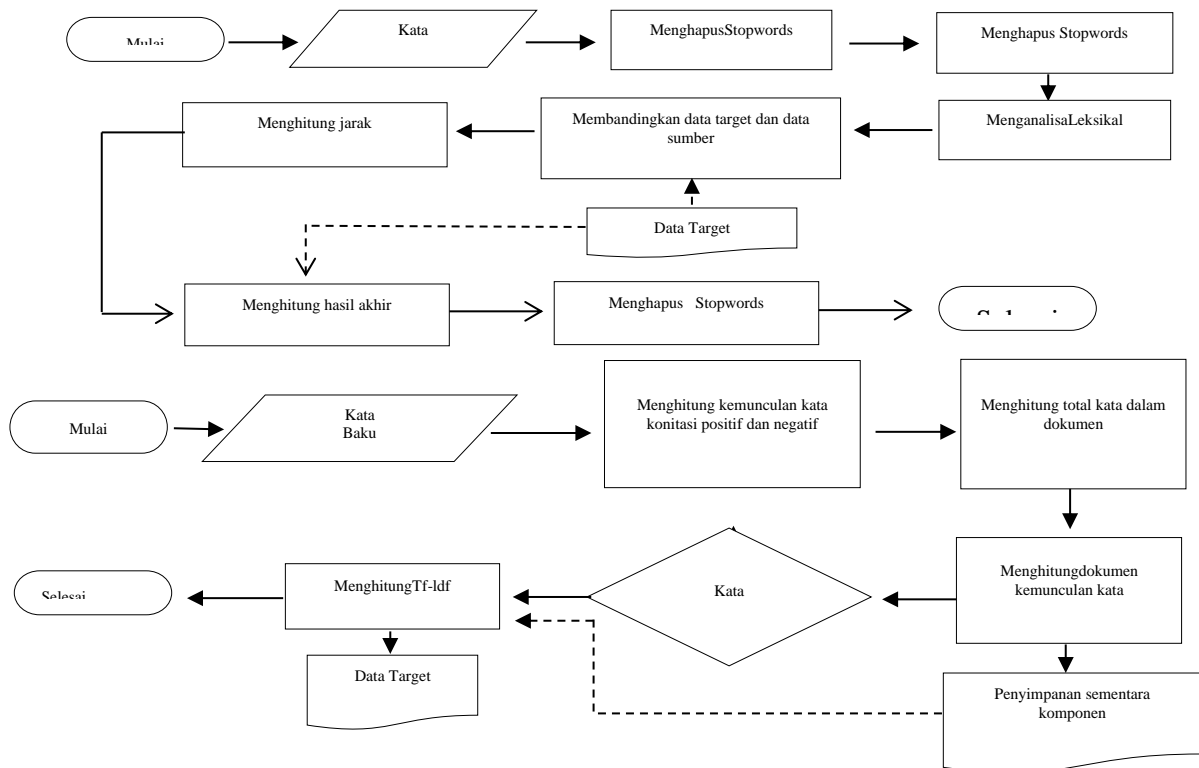 Mulai
Kata
MenghapusStopwords
Menghapus Stopwords
Menghitung jarak
Membandingkan data target dan data
sumber
MenganalisaLeksikal
Data Target
Menghitung hasil akhir
Menghapus Stopwords
Mulai
Kata
Baku
Menghitung kemunculan kata
konitasi positif dan negatif
Menghitung total kata dalam
dokumen
Selesai
MenghitungTf-ldf
Kata
Menghitungdokumen
kemunculan kata
Data Target
Penyimpanan sementara
komponen